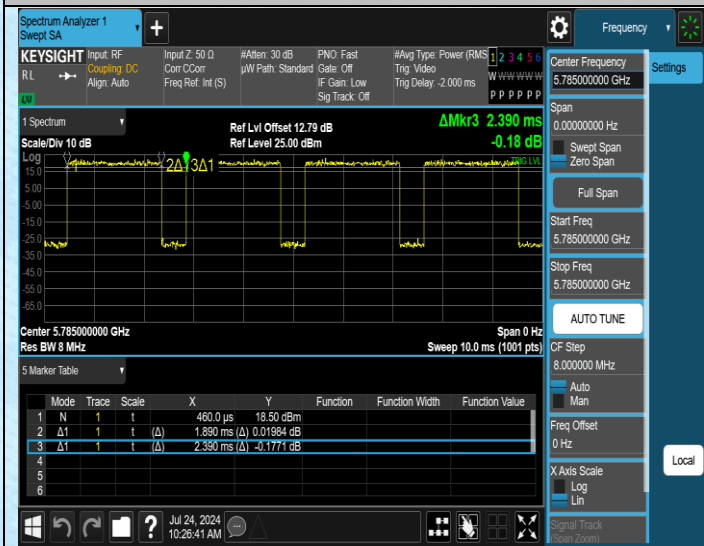 Spectrum Analyzer 1
Swept SA
+
Frequency
KEYSIGHT
Input: RF
Coupling: DC
Align: Auto
Input Z: 50 Ω
Corr CCorr
Freq Ref: Int (S)
#Atten: 30 dB
µW Path: Standard
PNO: Fast
Gate: Off
IF Gain: Low
Sig Track: Off
#Avg Type: Power (RMS
Trig: Video
Trig Delay: -2.000 ms
1 2 3 4 5 6
W W W W W W
P P P P P P
RL
LXI
1 Spectrum
Scale/Div 10 dB
Ref Lvl Offset 12.79 dB
Ref Level 25.00 dBm
ΔMkr3 2.390 ms
-0.18 dB
Log
TRIG LVL
2Δ1
3Δ1
15.0
5.00
-5.00
-15.0
-25.0
-35.0
-45.0
-55.0
-65.0
Center 5.785000000 GHz
Res BW 8 MHz
Span 0 Hz
Sweep 10.0 ms (1001 pts)
5 Marker Table
Mode Trace Scale X Y Function Function Width Function Value
1 N 1 t 460.0 µs 18.50 dBm
2 Δ1 1 t (Δ) 1.890 ms (Δ) 0.01984 dB
3 Δ1 1 t (Δ) 2.390 ms (Δ) -0.1771 dB
4
5
6
?
Jul 24, 2024
10:26:41 AM
Center Frequency
5.785000000 GHz
Settings
Span
0.00000000 Hz
Swept Span
Zero Span
Full Span
Start Freq
5.785000000 GHz
Stop Freq
5.785000000 GHz
AUTO TUNE
CF Step
8.000000 MHz
Auto
Man
Freq Offset
0 Hz
X Axis Scale
Log
Lin
Signal Track
(Span Zoom)
Local